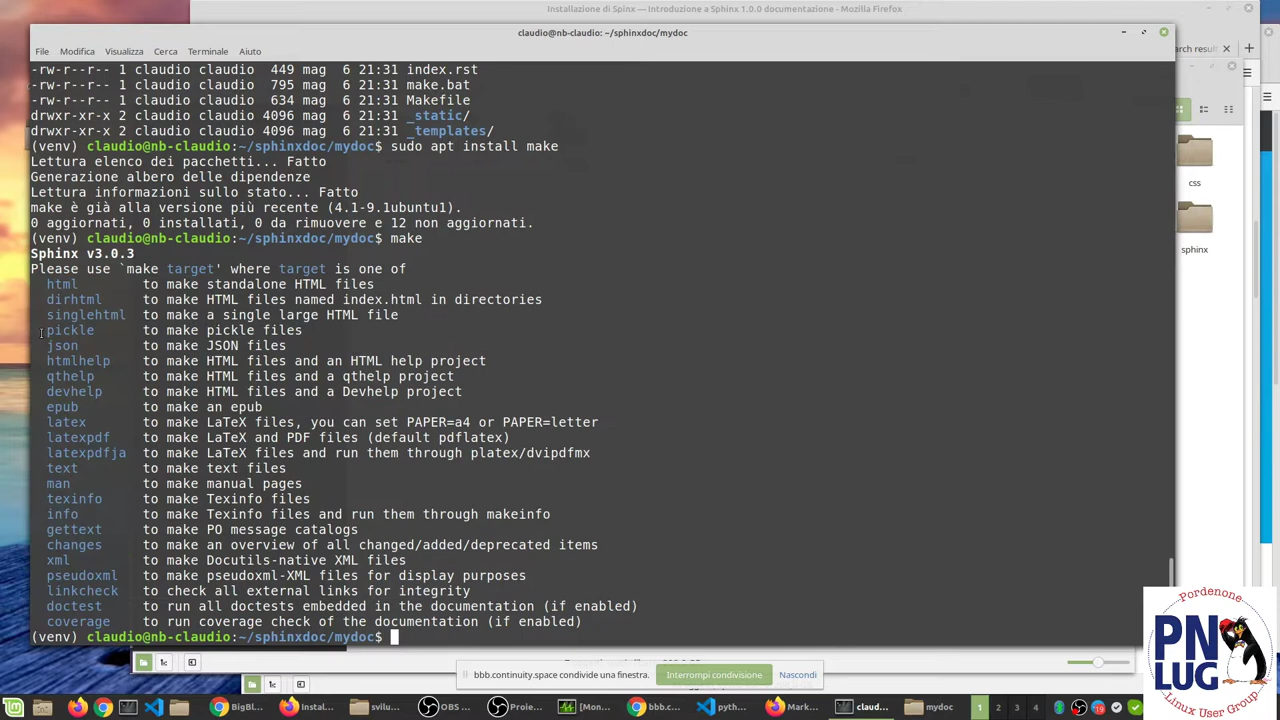 Installazione di Spinx — Introduzione a Sphinx 1.0.0 documentazione - Mozilla Firefox
claudio@nb-claudio: ~/sphinxdoc/mydoc
File Modifica Visualizza Cerca Terminale Aiuto
arch result
-rw-r--r-- 1 claudio claudio 449 mag 6 21:31 index.rst
-rw-r--r-- 1 claudio claudio 795 mag 6 21:31 make.bat
-rw-r--r-- 1 claudio claudio 634 mag 6 21:31 Makefile
drwxr-xr-x 2 claudio claudio 4096 mag 6 21:31 _static/
drwxr-xr-x 2 claudio claudio 4096 mag 6 21:31 _templates/
(venv) claudio@nb-claudio:~/sphinxdoc/mydoc$ sudo apt install make
Lettura elenco dei pacchetti... Fatto
Generazione albero delle dipendenze
Lettura informazioni sullo stato... Fatto
make è già alla versione più recente (4.1-9.1ubuntu1).
0 aggiornati, 0 installati, 0 da rimuovere e 12 non aggiornati.
(venv) claudio@nb-claudio:~/sphinxdoc/mydoc$ make
Sphinx v3.0.3
Please use `make target' where target is one of
html to make standalone HTML files
dirhtml to make HTML files named index.html in directories
singlehtml to make a single large HTML file
pickle to make pickle files
json to make JSON files
htmlhelp to make HTML files and an HTML help project
qthelp to make HTML files and a qthelp project
devhelp to make HTML files and a Devhelp project
epub to make an epub
latex to make LaTeX files, you can set PAPER=a4 or PAPER=letter
latexpdf to make LaTeX and PDF files (default pdflatex)
latexpdfja to make LaTeX files and run them through platex/dvipdfmx
text to make text files
man to make manual pages
texinfo to make Texinfo files
info to make Texinfo files and run them through makeinfo
gettext to make PO message catalogs
changes to make an overview of all changed/added/deprecated items
xml to make Docutils-native XML files
pseudoxml to make pseudoxml-XML files for display purposes
linkcheck to check all external links for integrity
doctest to run all doctests embedded in the documentation (if enabled)
coverage to run coverage check of the documentation (if enabled)
(venv) claudio@nb-claudio:~/sphinxdoc/mydoc$
css
sphinx
bbb.continuity.space condivide una finestra. Interrompi condivisione Nascondi
Pordenone
PN
LUG
Linux User Group
BigBl... Instal... svilu... OBS ... Proie... [Mon... bbb.c... pyth... Mark... claud... mydoc 1 2 3 4 19